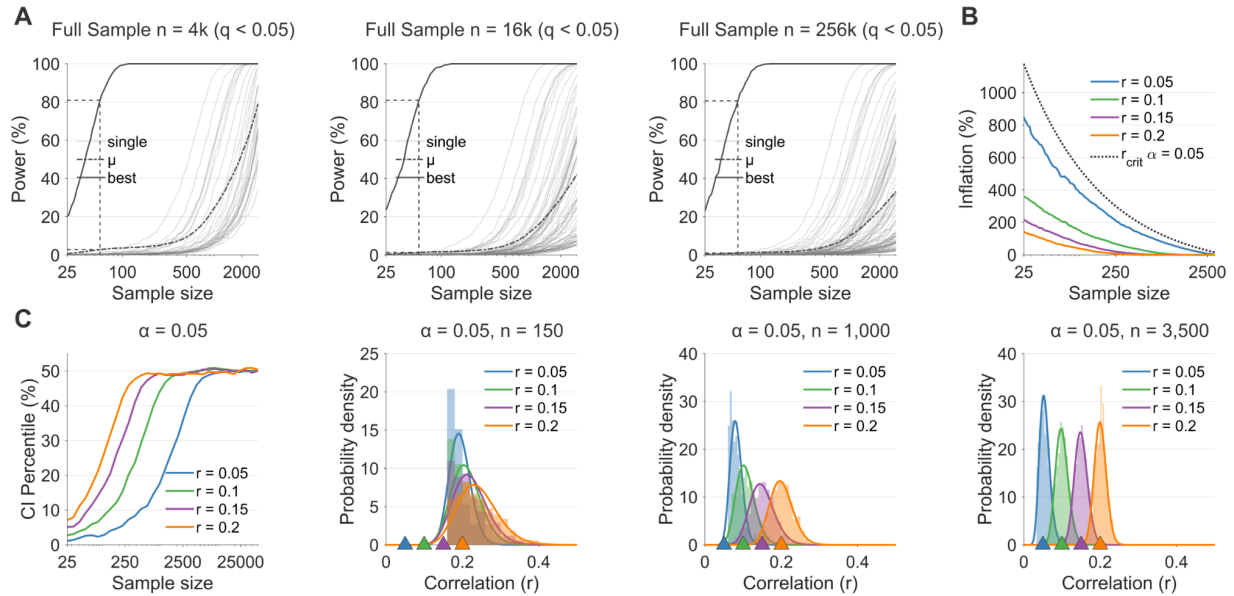 A
B
Full Sample n = 4k (q < 0.05)
Full Sample n = 16k (q < 0.05)
Full Sample n = 256k (q < 0.05)
Power (%)
100
80
60
40
20
0
single
μ
best
25
100
500
2000
Sample size
Power (%)
100
80
60
40
20
0
single
μ
best
25
100
500
2000
Sample size
Power (%)
100
80
60
40
20
0
single
μ
best
25
100
500
2000
Sample size
Inflation (%)
1000
800
600
400
200
0
r = 0.05
r = 0.1
r = 0.15
r = 0.2
r crit α = 0.05
25
250
2500
Sample size
C
α = 0.05
CI Percentile (%)
50
40
30
20
10
0
r = 0.05
r = 0.1
r = 0.15
r = 0.2
25
250
2500
25000
Sample size
α = 0.05, n = 150
Probability density
25
20
15
10
5
0
r = 0.05
r = 0.1
r = 0.15
r = 0.2
0
0.2
0.4
Correlation (r)
α = 0.05, n = 1,000
Probability density
40
30
20
10
0
r = 0.05
r = 0.1
r = 0.15
r = 0.2
0
0.2
0.4
Correlation (r)
α = 0.05, n = 3,500
Probability density
40
30
20
10
0
r = 0.05
r = 0.1
r = 0.15
r = 0.2
0
0.2
0.4
Correlation (r)